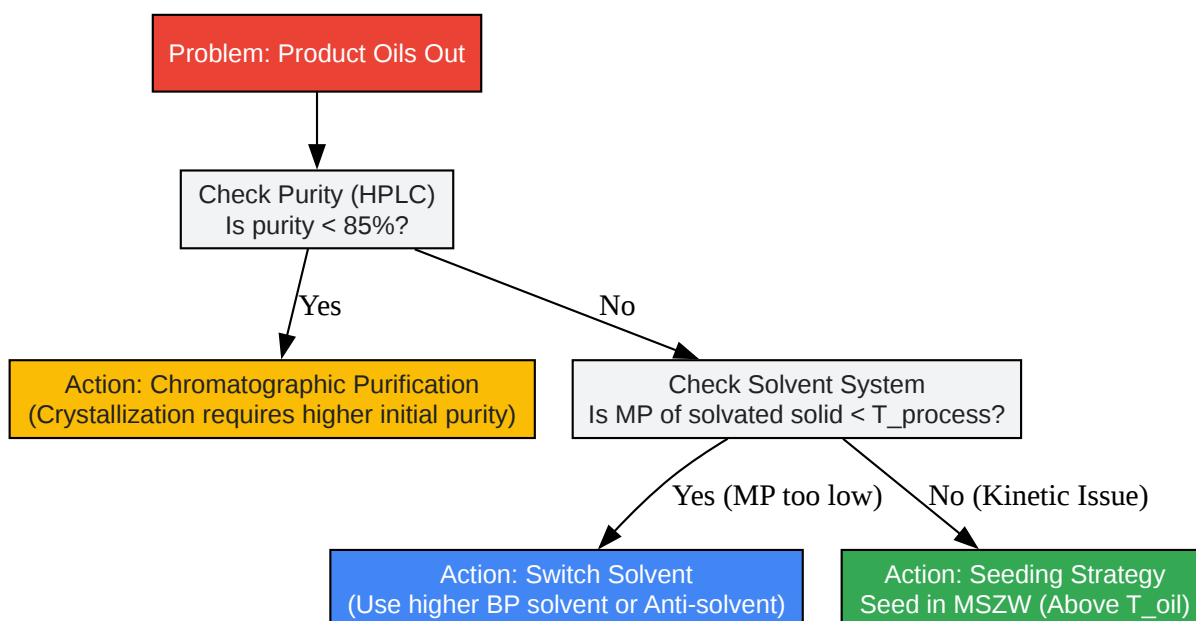 Problem: Product Oils Out
Check Purity (HPLC)
Is purity < 85%?
Yes
No
Action: Chromatographic Purification
(Crystallization requires higher initial purity)
Check Solvent System
Is MP of solvated solid < T_process?
Yes (MP too low)
No (Kinetic Issue)
Action: Switch Solvent
(Use higher BP solvent or Anti-solvent)
Action: Seeding Strategy
Seed in MSZW (Above T_oil)